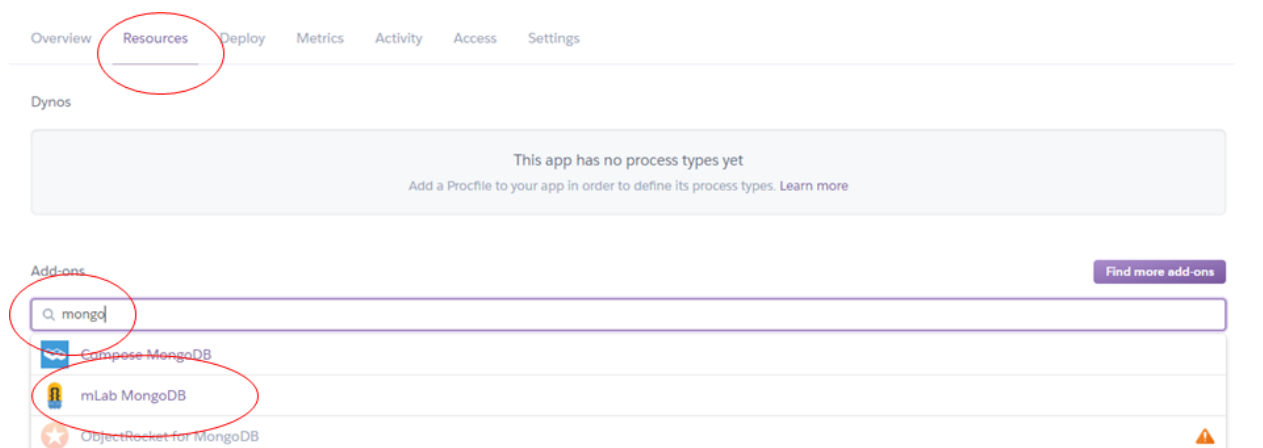 Overview Resources Deploy Metrics Activity Access Settings
Dynos
This app has no process types yet
Add a Procfile to your app in order to define its process types. Learn more
Add-ons
Find more add-ons
mongo
Compose MongoDB
mLab MongoDB
ObjectRocket for MongoDB